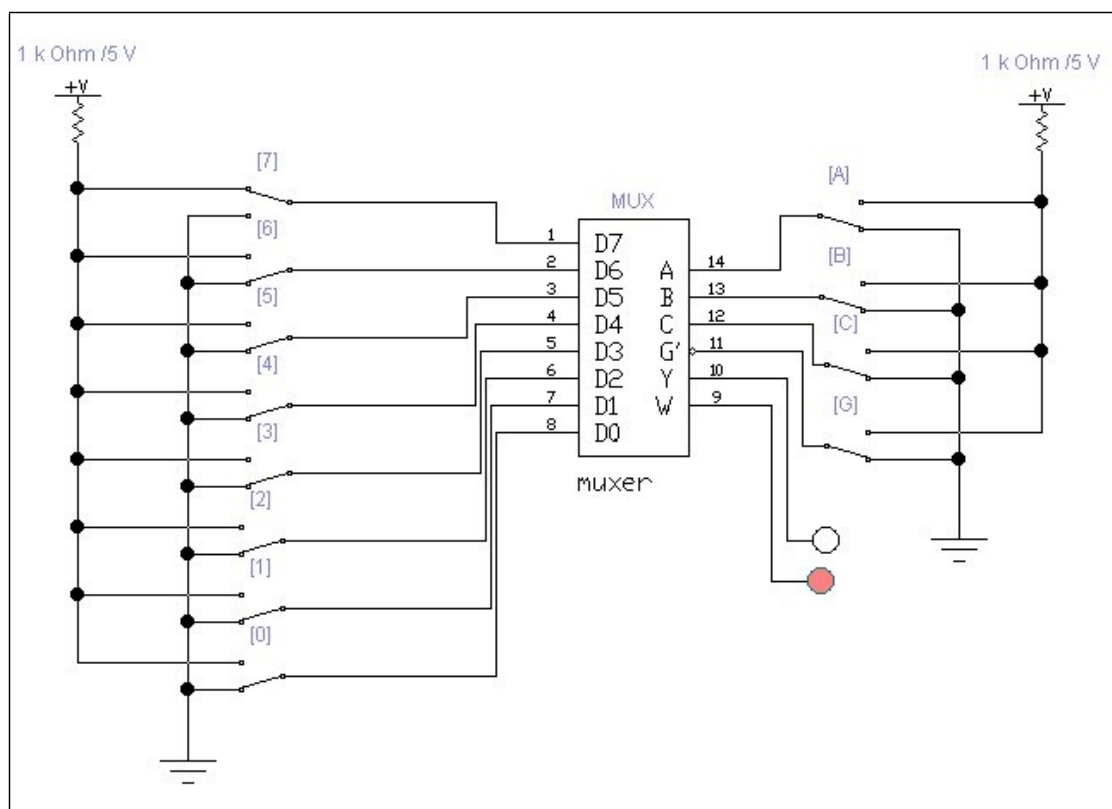 1 k Ohm /5 V
+V
1 k Ohm /5 V
+V
[7]
[6]
[5]
[4]
[3]
[2]
[1]
[0]
MUX
1 D7
2 D6 A 14
3 D5 B 13
4 D4 C 12
5 D3 G' 11
6 D2 Y 10
7 D1 W 9
8 D0
muxer
[A]
[B]
[C]
[G]